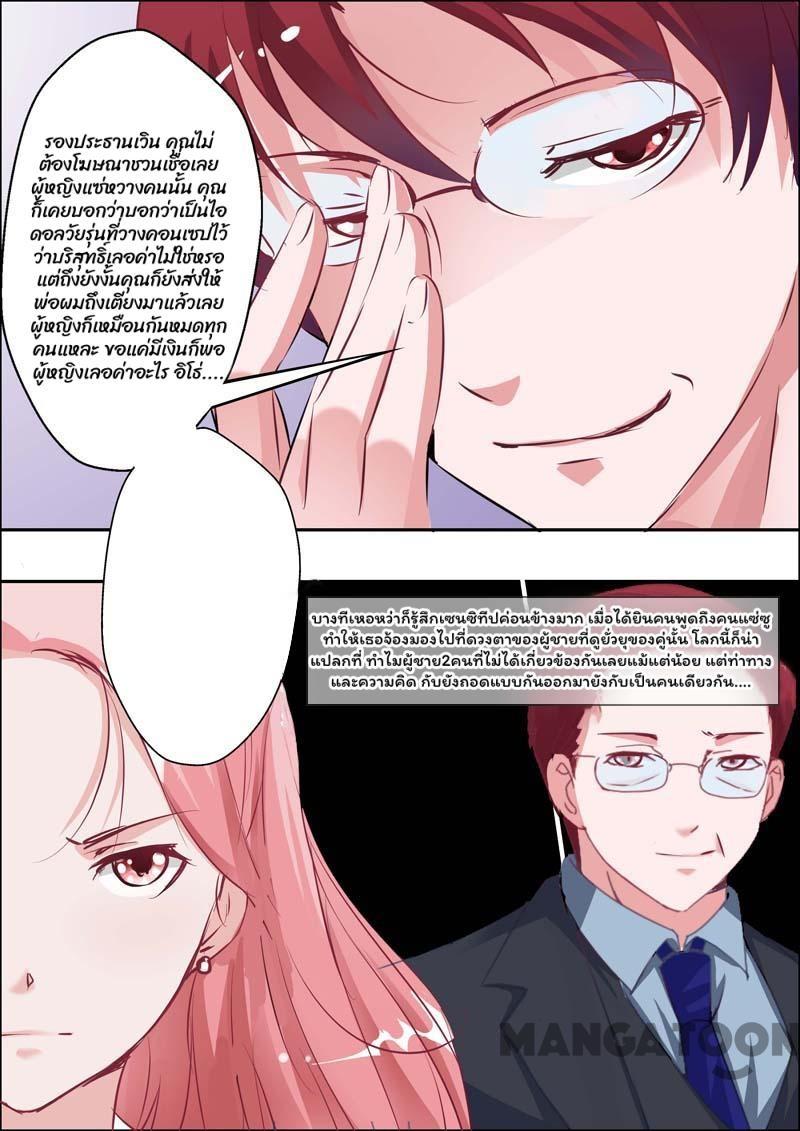 รองประธานเวิน คุณไม่
ต้องโฆษณาชวนเชื่อเลย
ผู้หญิงแซ่หวางคนนั้น คุณ
ก็เคยบอกว่าบอกว่าเป็นไอ
ดอลวัยรุ่นที่วางคอนเซปไว้
ว่าบริสุทธิ์เลอค่าไม่ใช่หรอ
แต่ถึงยังงั้นคุณก็ยังส่งให้
พ่อผมถึงเตียงมาแล้วเลย
ผู้หญิงก็เหมือนกันหมดทุก
คนแหละ ขอแค่มีเงินก็พอ
ผู้หญิงเลอค่าอะไร อิโธ่....
บางทีเหอหว่าก็รู้สึกเซนซิทีปค่อนข้างมาก เมื่อได้ยินคนพูดถึงคนแซ่ซู
ทำให้เธอจ้องมองไปที่ดวงตาของผู้ชายที่ดูยั่วยุของคู่นั้น โลกนี้ก็น่า
แปลกที่ ทำไมผู้ชาย2คนที่ไม่ได้เกี่ยวข้องกันเลยแม้แต่น้อย แต่ท่าทาง
และความคิด กับยังถอดแบบกันออกมายังกับเป็นคนเดียวกัน....
MANGATOON